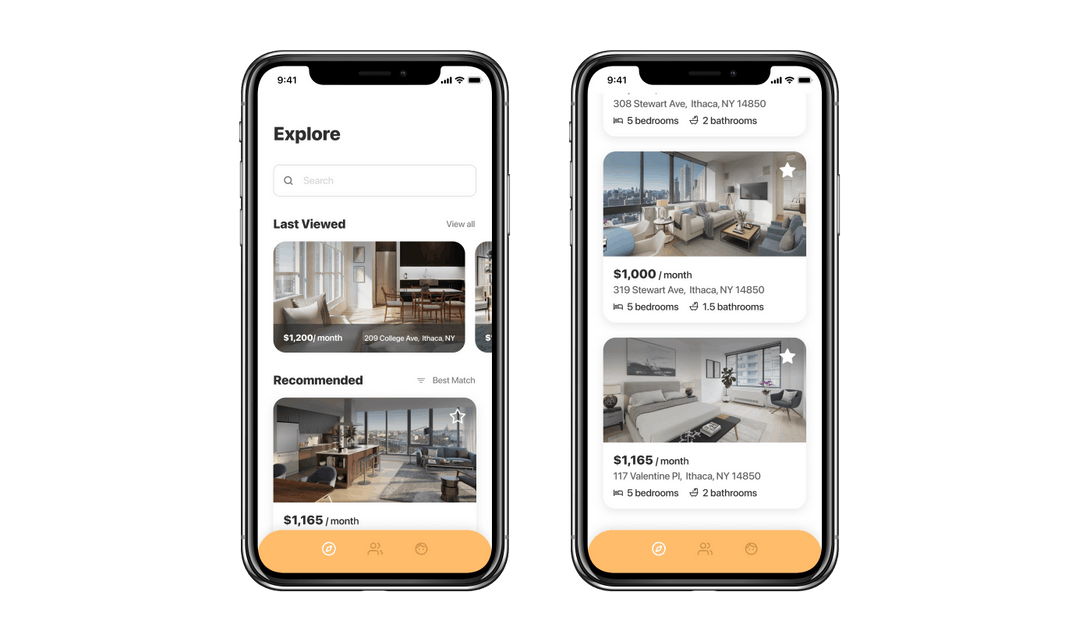 9:41
Explore
Search
Last Viewed
View all
$1,200/ month
209 College Ave, Ithaca, NY
Recommended
Best Match
$1,165 / month
9:41
308 Stewart Ave, Ithaca, NY 14850
5 bedrooms 2 bathrooms
$1,000 / month
319 Stewart Ave, Ithaca, NY 14850
5 bedrooms 1.5 bathrooms
$1,165 / month
117 Valentine Pl, Ithaca, NY 14850
5 bedrooms 2 bathrooms